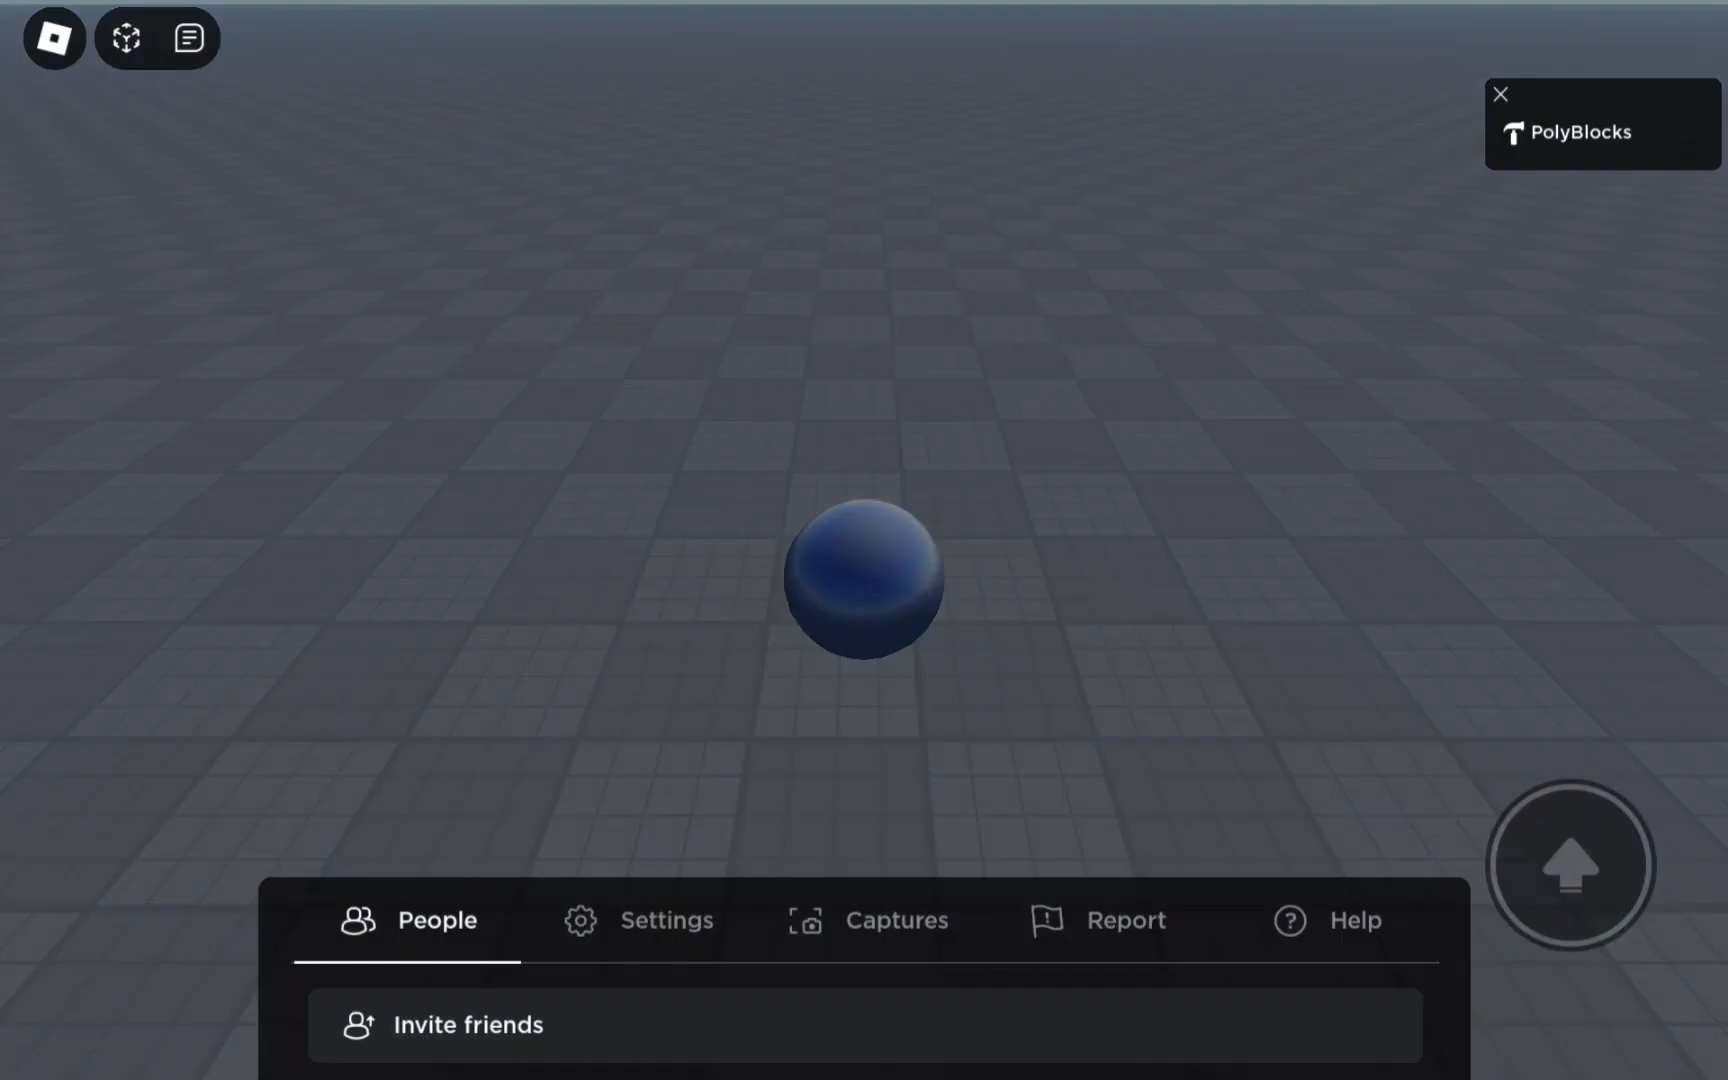 PolyBlocks
People
Settings
Captures
Report
Help
Invite friends